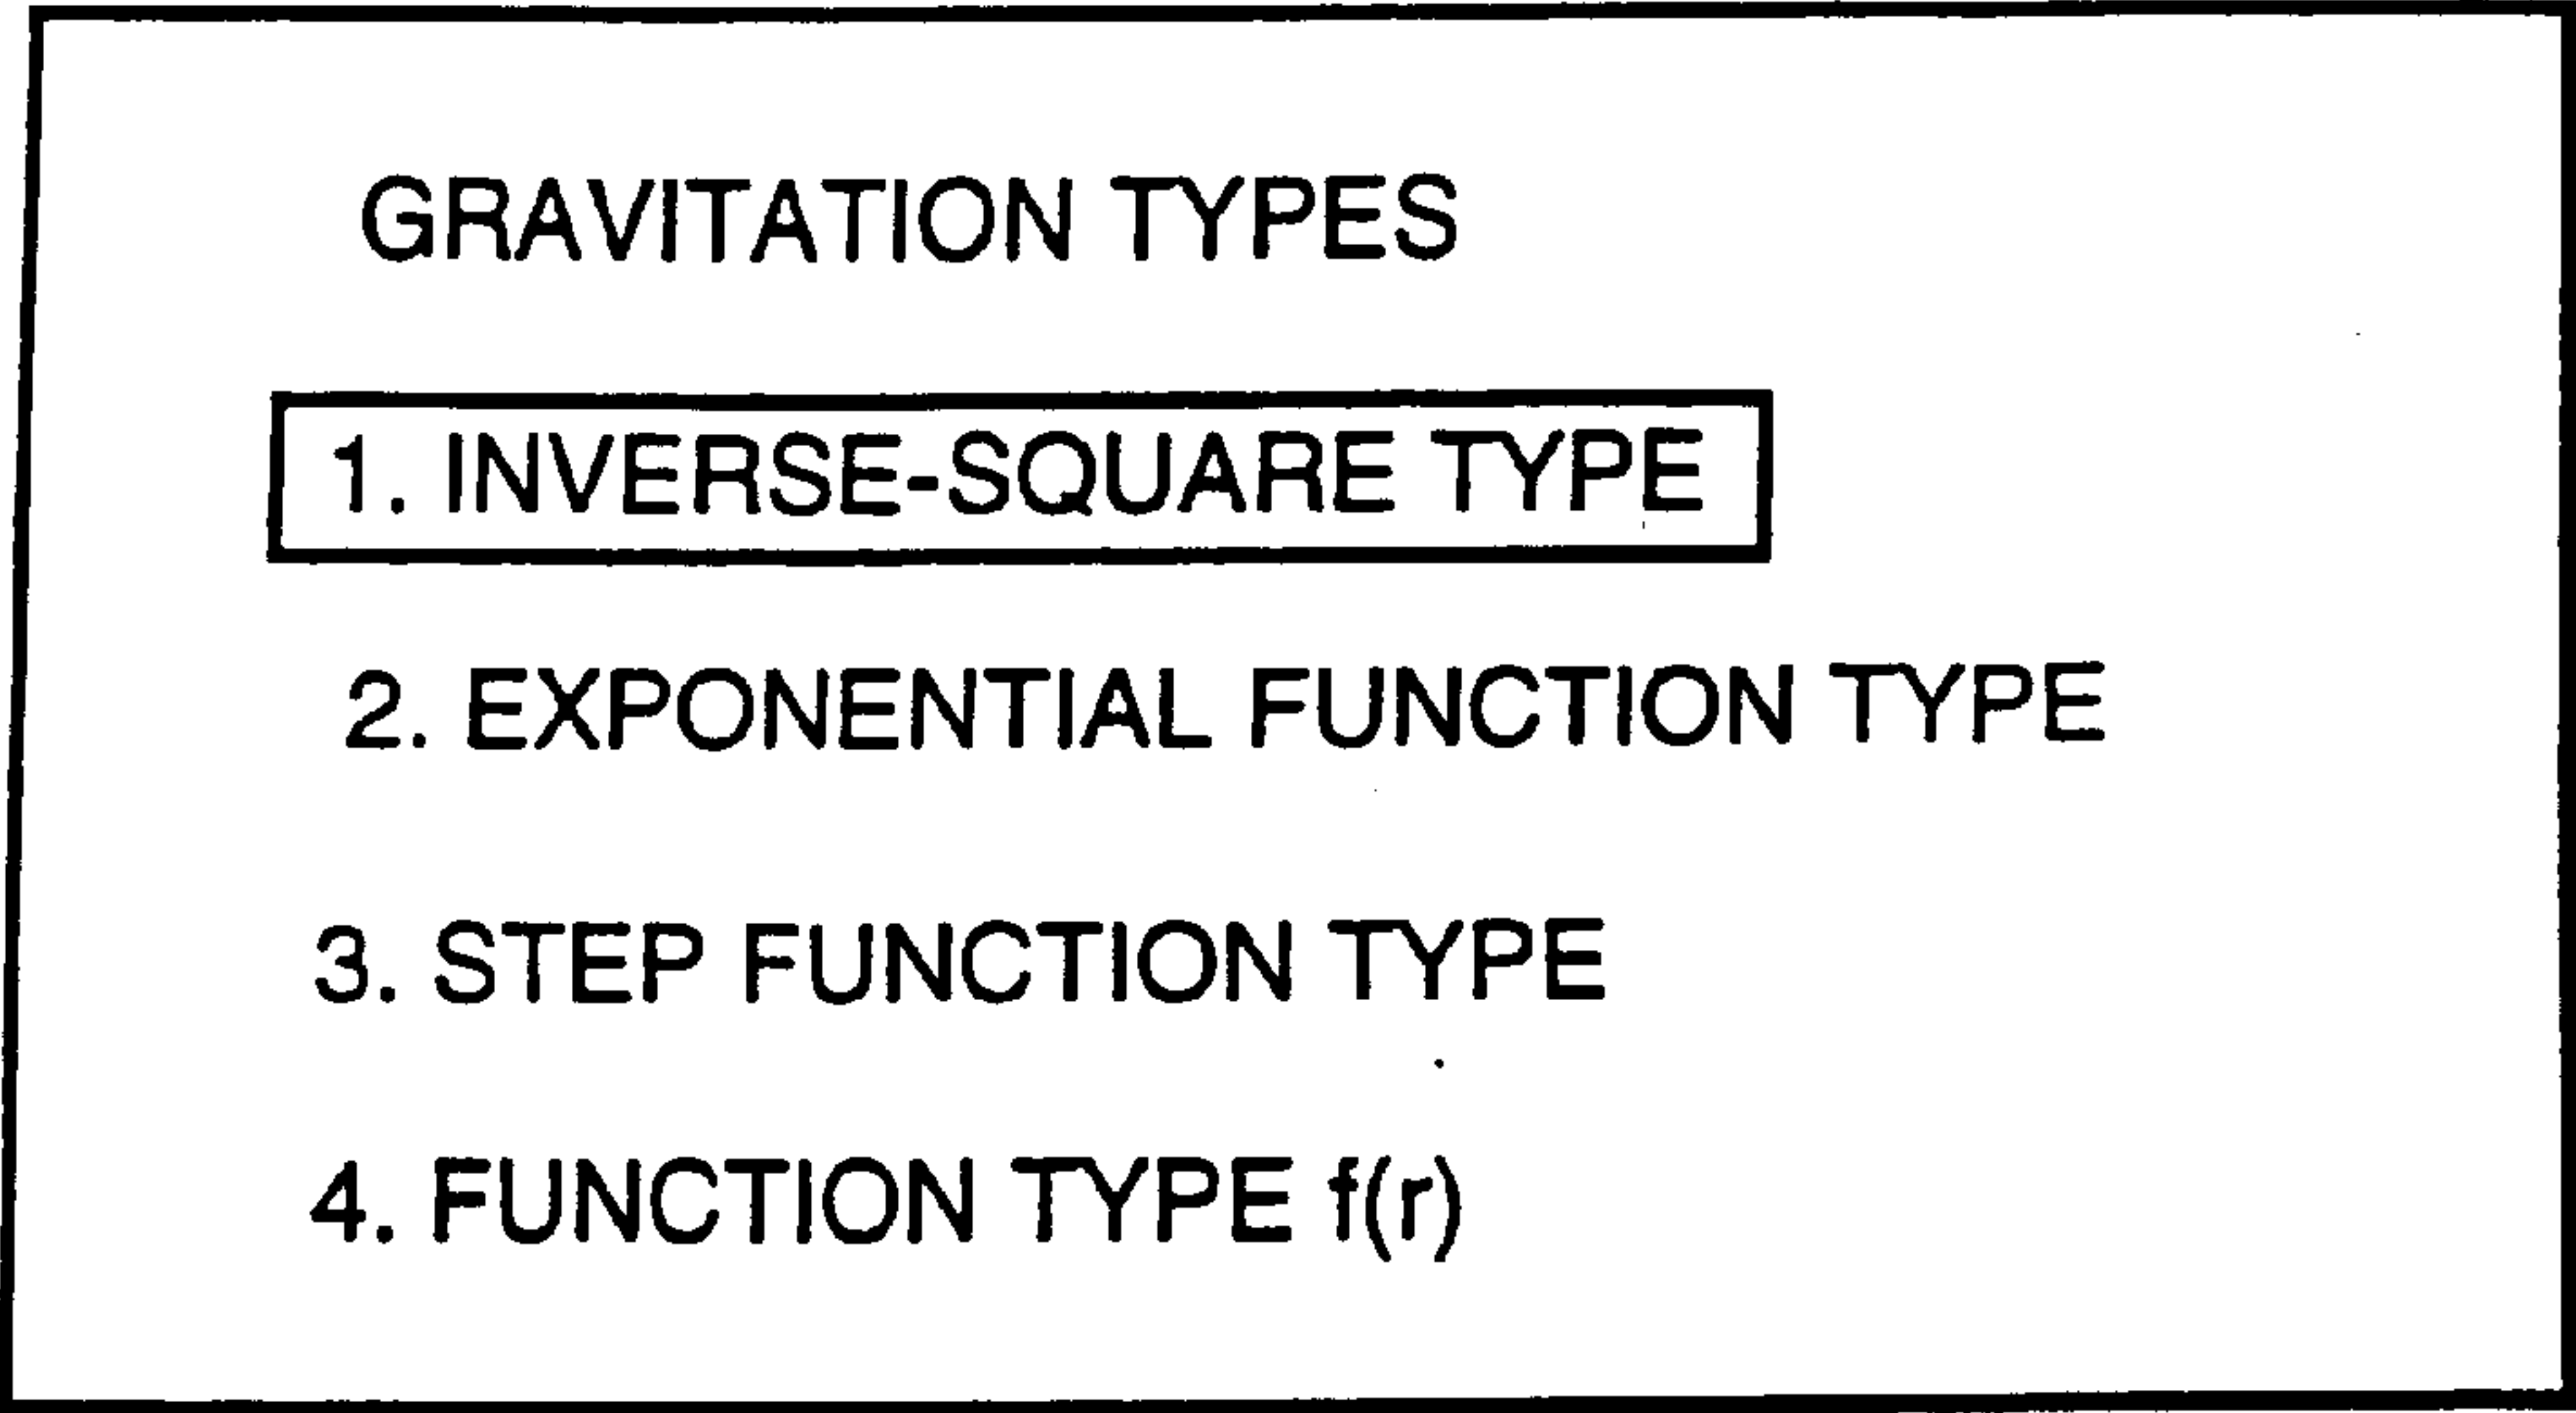 GRAVITATION TYPES
1. INVERSE-SQUARE TYPE
2. EXPONENTIAL FUNCTION TYPE
3. STEP FUNCTION TYPE
4. FUNCTION TYPE f(r)